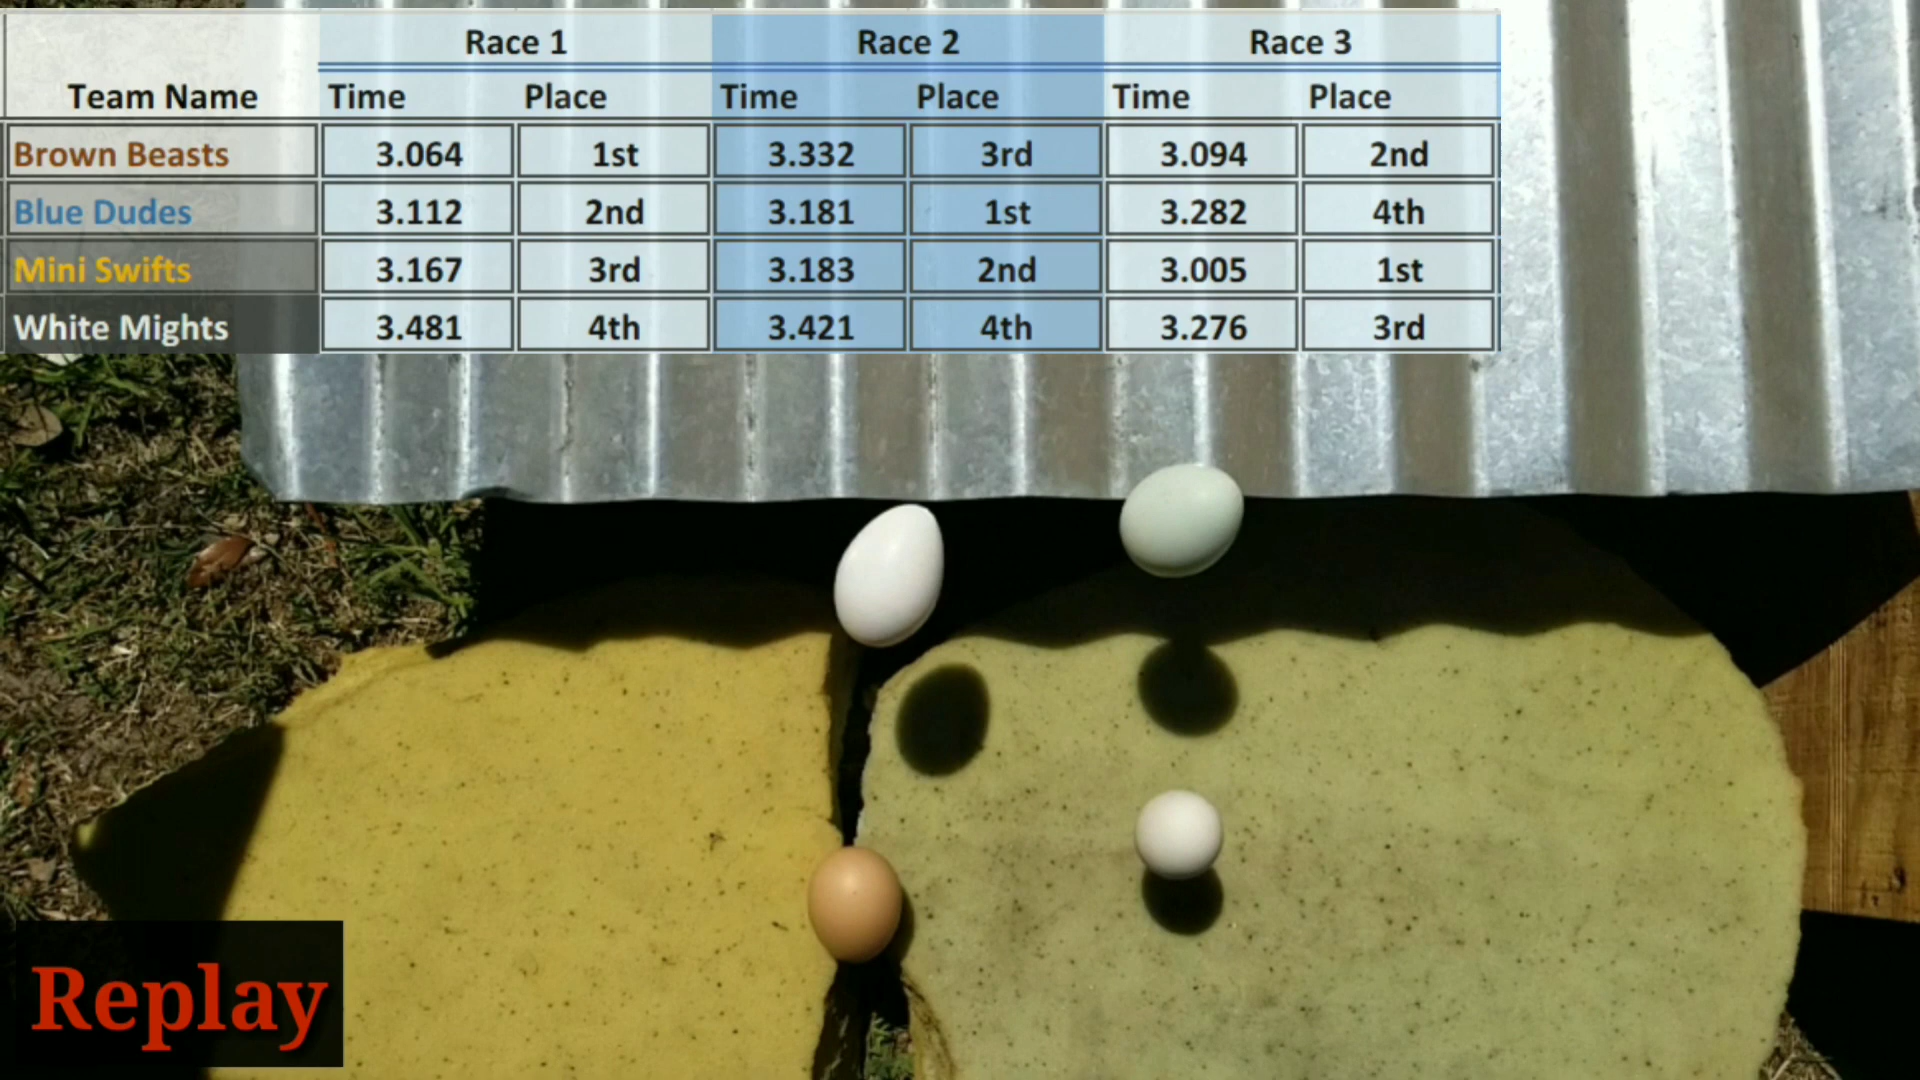 Race 1 Race 2 Race 3
Team Name Time Place Time Place Time Place
Brown Beasts 3.064 1st 3.332 3rd 3.094 2nd
Blue Dudes 3.112 2nd 3.181 1st 3.282 4th
Mini Swifts 3.167 3rd 3.183 2nd 3.005 1st
White Mights 3.481 4th 3.421 4th 3.276 3rd
Replay